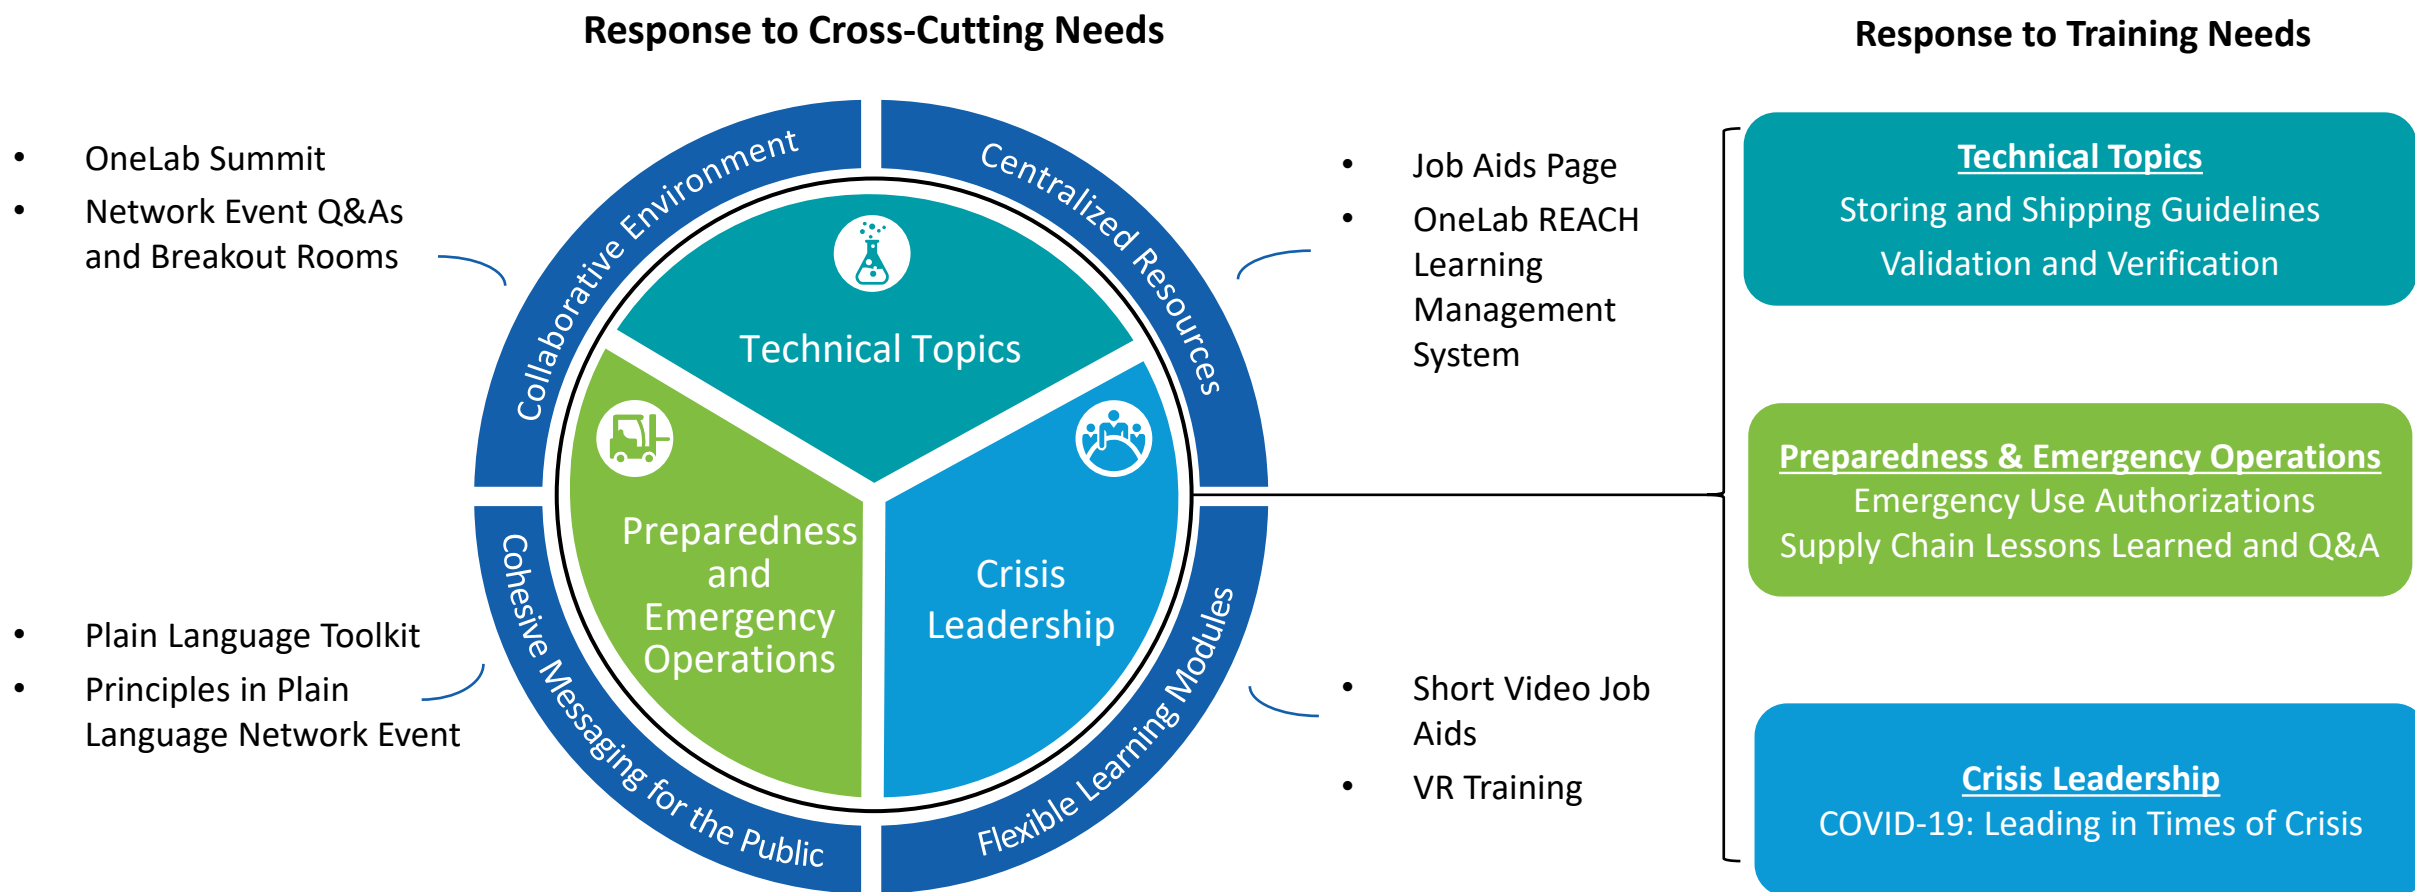 Response to Cross-Cutting Needs
Response to Training Needs
• OneLab Summit
• Network Event Q&As
and Breakout Rooms
• Plain Language Toolkit
• Principles in Plain
Language Network Event
Collaborative Environment
Centralized Resources
Cohesive Messaging for the Public
Flexible Learning Modules
Technical Topics
Preparedness
and
Emergency
Operations
Crisis
Leadership
• Job Aids Page
• OneLab REACH
Learning
Management
System
• Short Video Job
Aids
• VR Training
Technical Topics
Storing and Shipping Guidelines
Validation and Verification
Preparedness & Emergency Operations
Emergency Use Authorizations
Supply Chain Lessons Learned and Q&A
Crisis Leadership
COVID-19: Leading in Times of Crisis